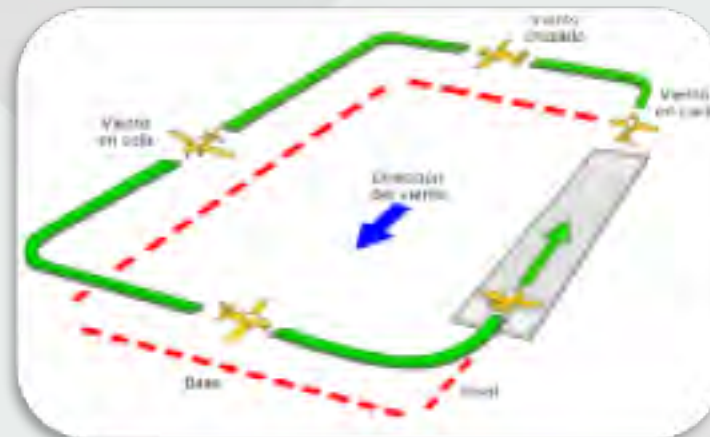 Viento
cruzado
Viento
en cara
Viento
en cola
Dirección
del viento
Base
Final